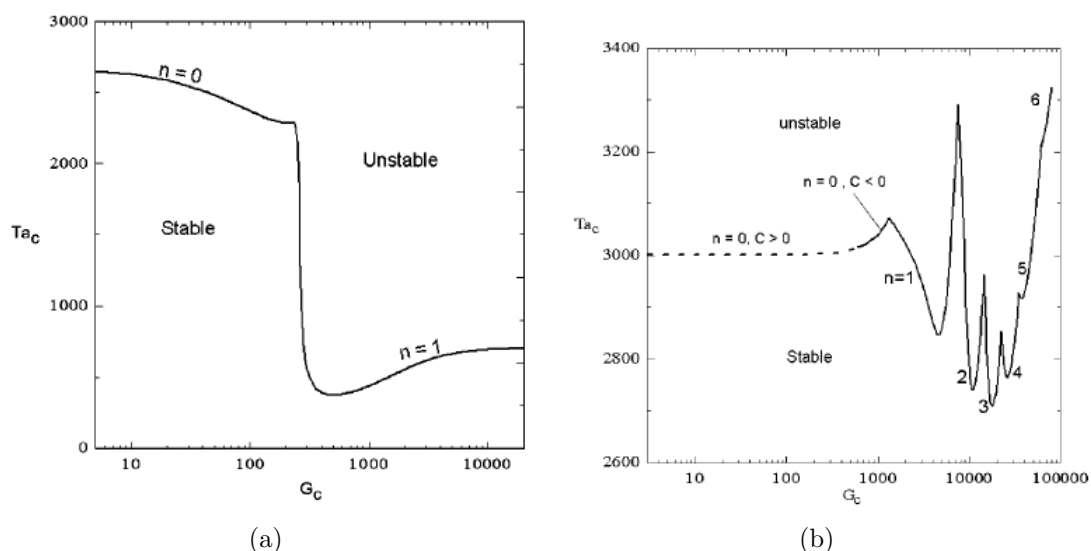 3000
2000
1000
0
Ta_c
n = 0
Unstable
Stable
n = 1
10
100
1000
10000
G_c
(a)
3400
3200
3000
2800
2600
Ta_c
unstable
n = 0 , C < 0
n = 0, C > 0
n=1
Stable
2
3
4
5
6
10
100
1000
10000
100000
G_c
(b)